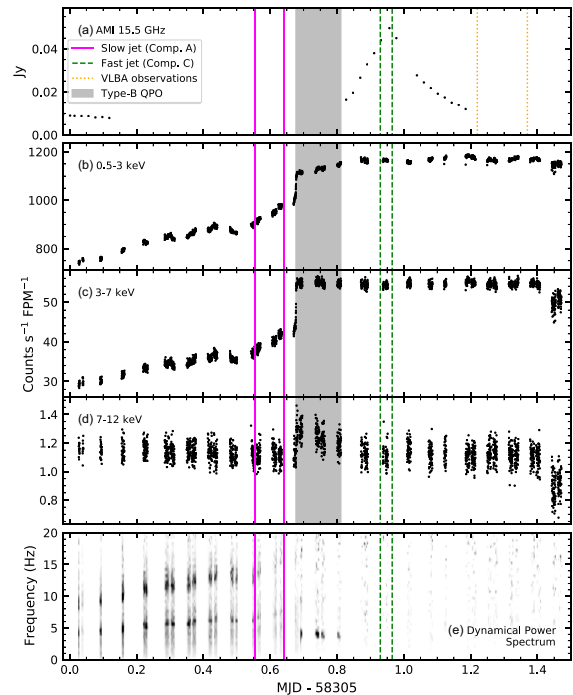 (a) AMI 15.5 GHz
Slow jet (Comp. A)
Fast jet (Comp. C)
VLBA observations
Type-B QPO
Jy
0.04
0.02
0.00
(b) 0.5-3 keV
1200
1000
800
(c) 3-7 keV
50
40
30
Counts s⁻¹ FPM⁻¹
(d) 7-12 keV
1.4
1.2
1.0
0.8
20
15
10
5
0
Frequency (Hz)
(e) Dynamical Power
Spectrum
0.0 0.2 0.4 0.6 0.8 1.0 1.2 1.4
MJD - 58305